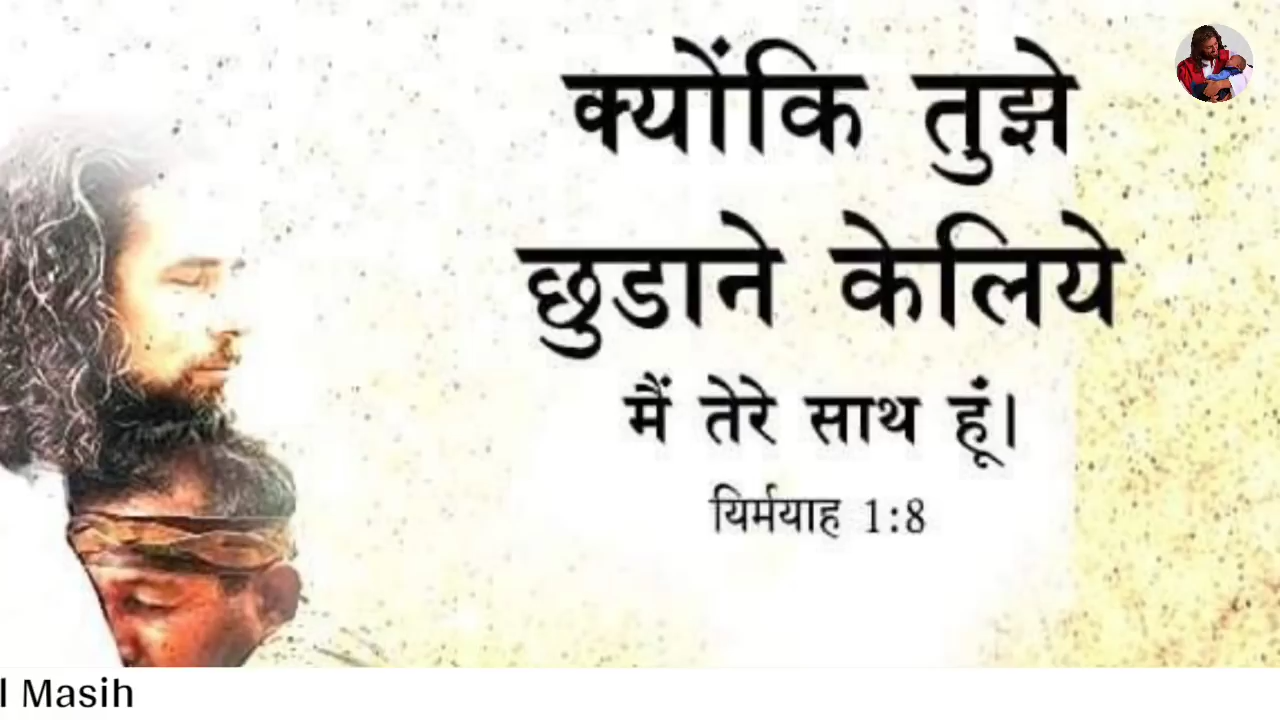 क्योंकि तुझे
छुडाने केलिये
मैं तेरे साथ हूं।
यिर्मयाह 1:8
l Masih